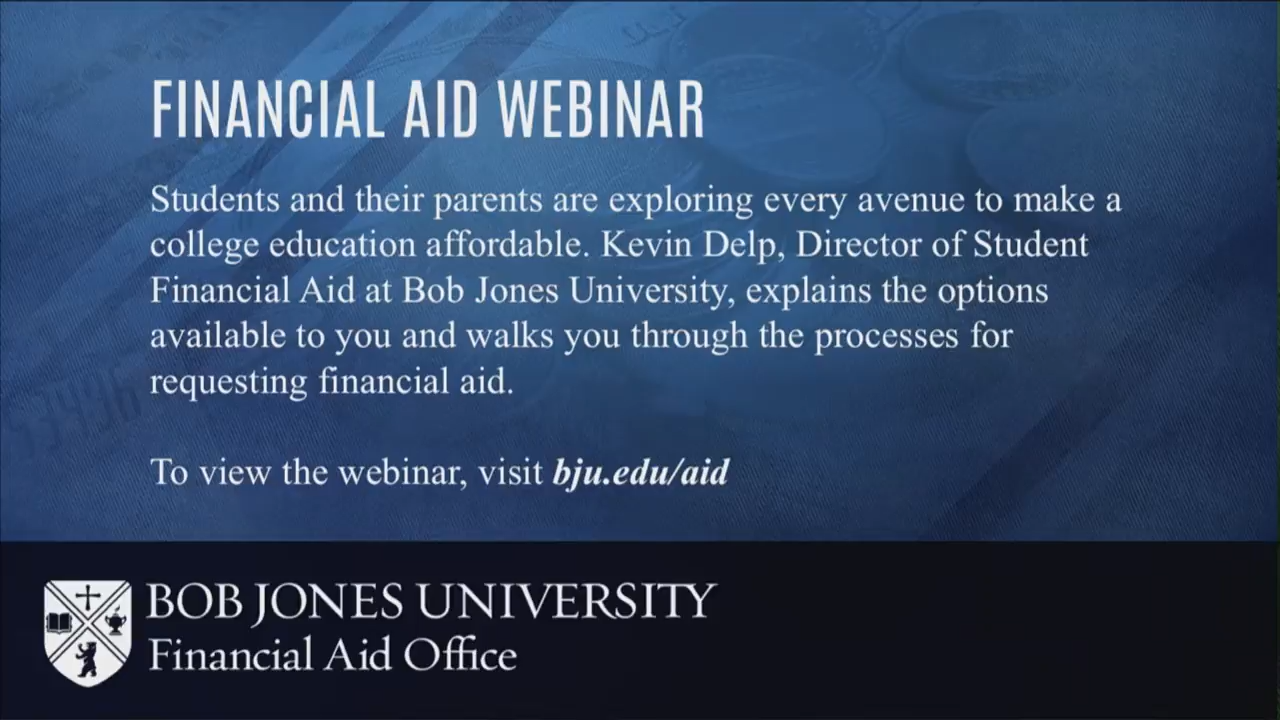 FINANCIAL AID WEBINAR
Students and their parents are exploring every avenue to make a
college education affordable. Kevin Delp, Director of Student
Financial Aid at Bob Jones University, explains the options
available to you and walks you through the processes for
requesting financial aid.
To view the webinar, visit bju.edu/aid
BOB JONES UNIVERSITY
Financial Aid Office